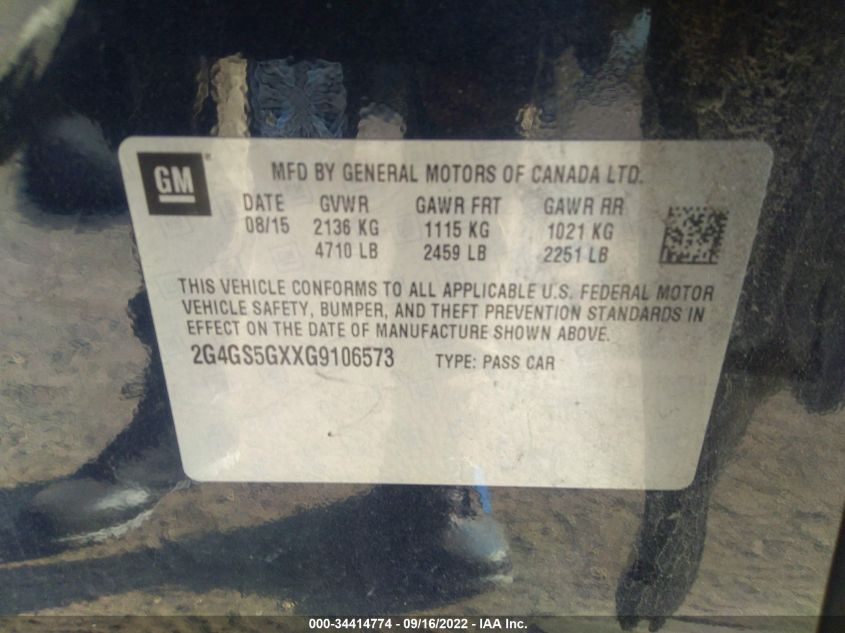 GM
MFD BY GENERAL MOTORS OF CANADA LTD.
DATE GVWR GAWR FRT GAWR RR
08/15 2136 KG 1115 KG 1021 KG
4710 LB 2459 LB 2251 LB
THIS VEHICLE CONFORMS TO ALL APPLICABLE U.S. FEDERAL MOTOR
VEHICLE SAFETY, BUMPER, AND THEFT PREVENTION STANDARDS IN
EFFECT ON THE DATE OF MANUFACTURE SHOWN ABOVE.
2G4GS5GXXG9106573 TYPE: PASS CAR
000-34414774 - 09/16/2022 - IAA Inc.